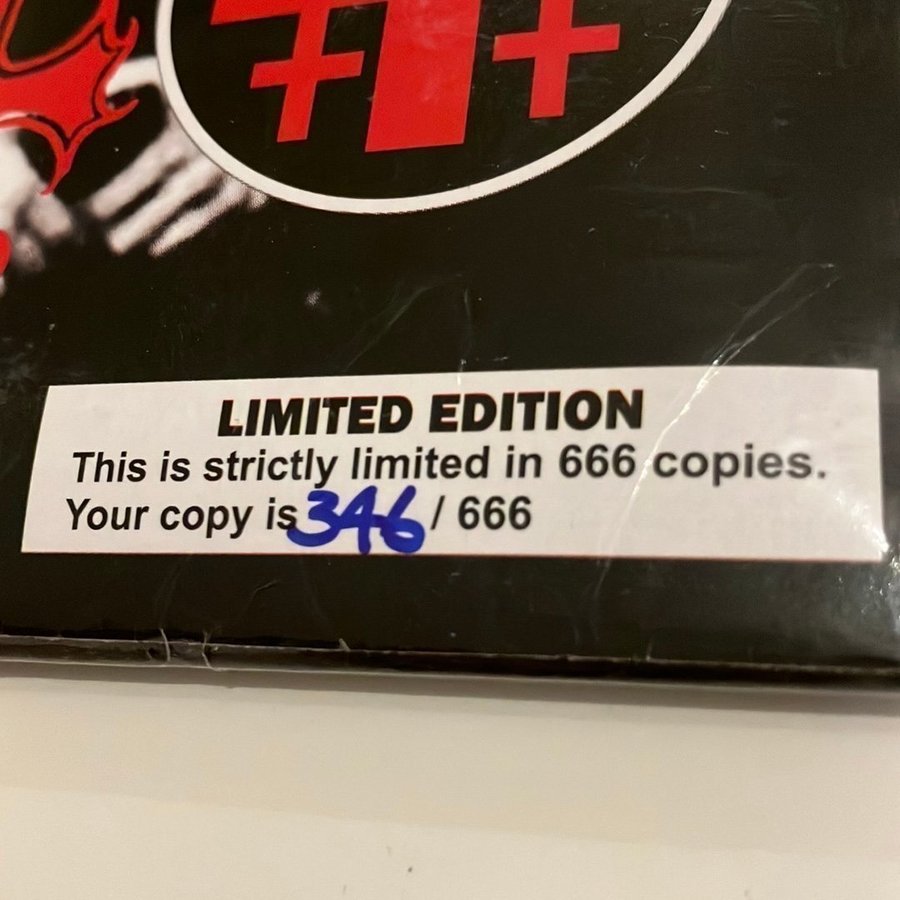 LIMITED EDITION
This is strictly limited in 666 copies.
Your copy is 346 / 666